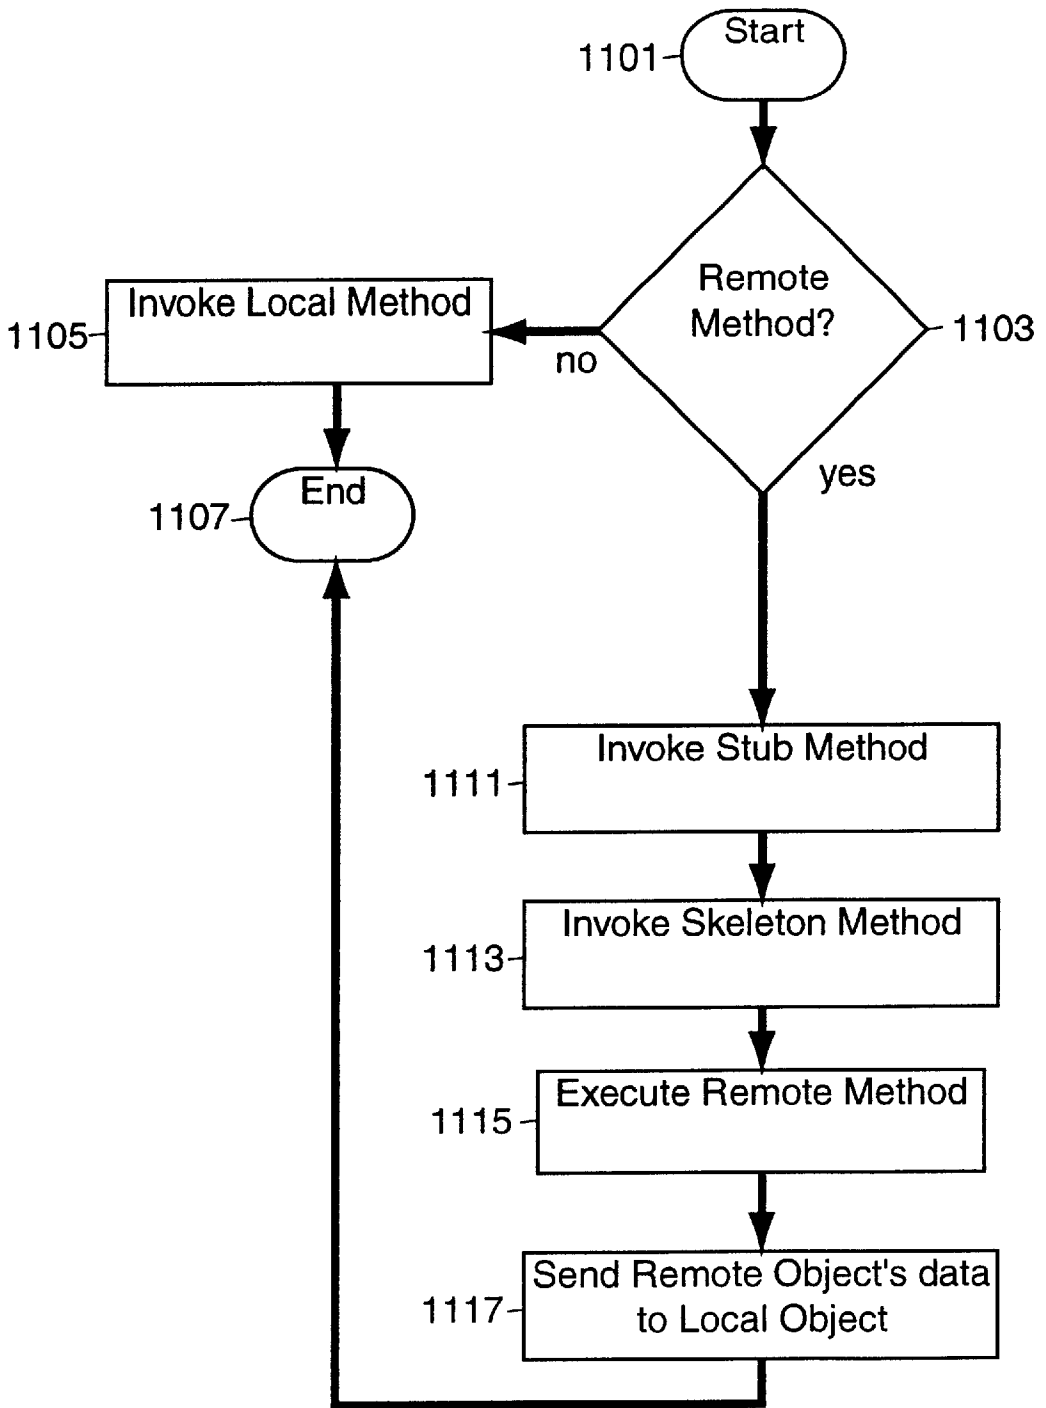 Start
1101
Remote
Method?
1103
Invoke Local Method
1105
no
yes
End
1107
Invoke Stub Method
1111
Invoke Skeleton Method
1113
Execute Remote Method
1115
Send Remote Object's data
to Local Object
1117